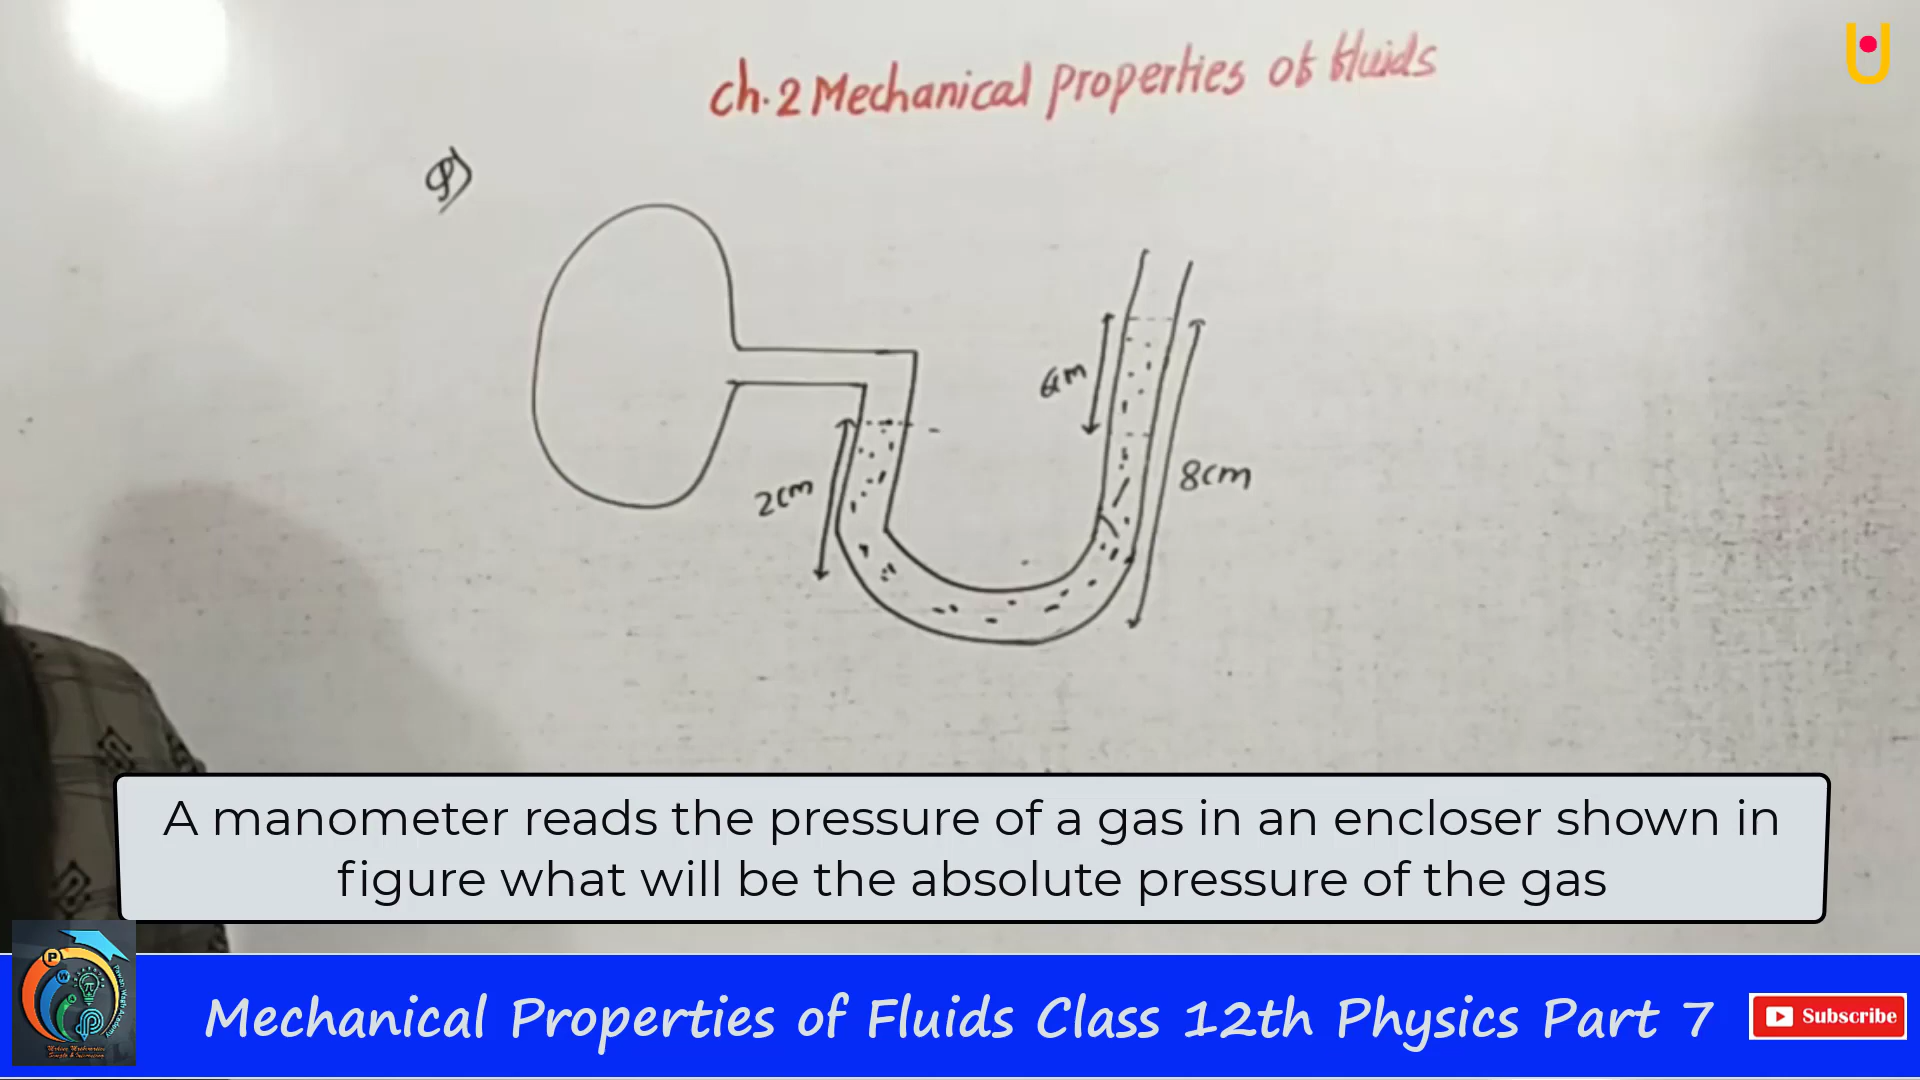 Ch.2 Mechanical properties of fluids
Q)
6m
2cm
8cm
A manometer reads the pressure of a gas in an encloser shown in
figure what will be the absolute pressure of the gas
Mechanical Properties of Fluids Class 12th Physics Part 7
Subscribe